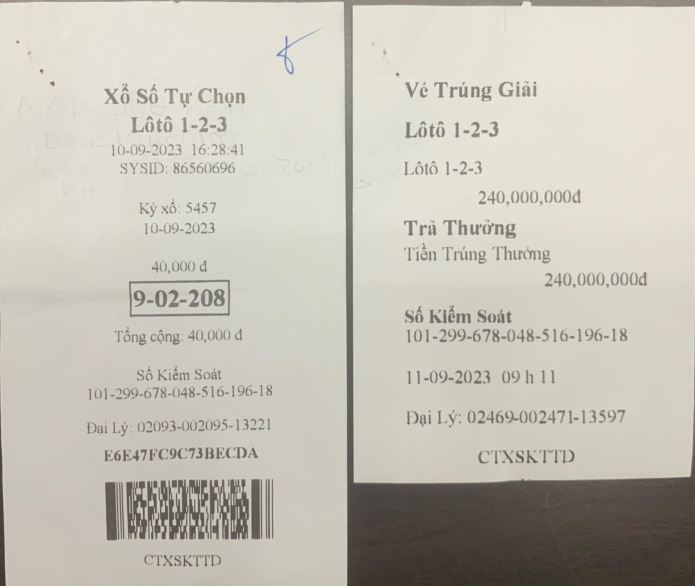 Xổ Số Tự Chọn
Lôtô 1-2-3
10-09-2023 16:28:41
SYSID: 86560696
Kỳ xổ: 5457
10-09-2023
40,000 đ
9-02-208
Tổng cộng: 40,000 đ
Số Kiểm Soát
101-299-678-048-516-196-18
Đại Lý: 02093-002095-13221
E6E47FC9C73BECDA
CTXSKTTD
Vé Trúng Giải
Lôtô 1-2-3
Lôtô 1-2-3
240,000,000đ
Trả Thưởng
Tiền Trúng Thưởng
240,000,000đ
Số Kiểm Soát
101-299-678-048-516-196-18
11-09-2023 09 h 11
Đại Lý: 02469-002471-13597
CTXSKTTD